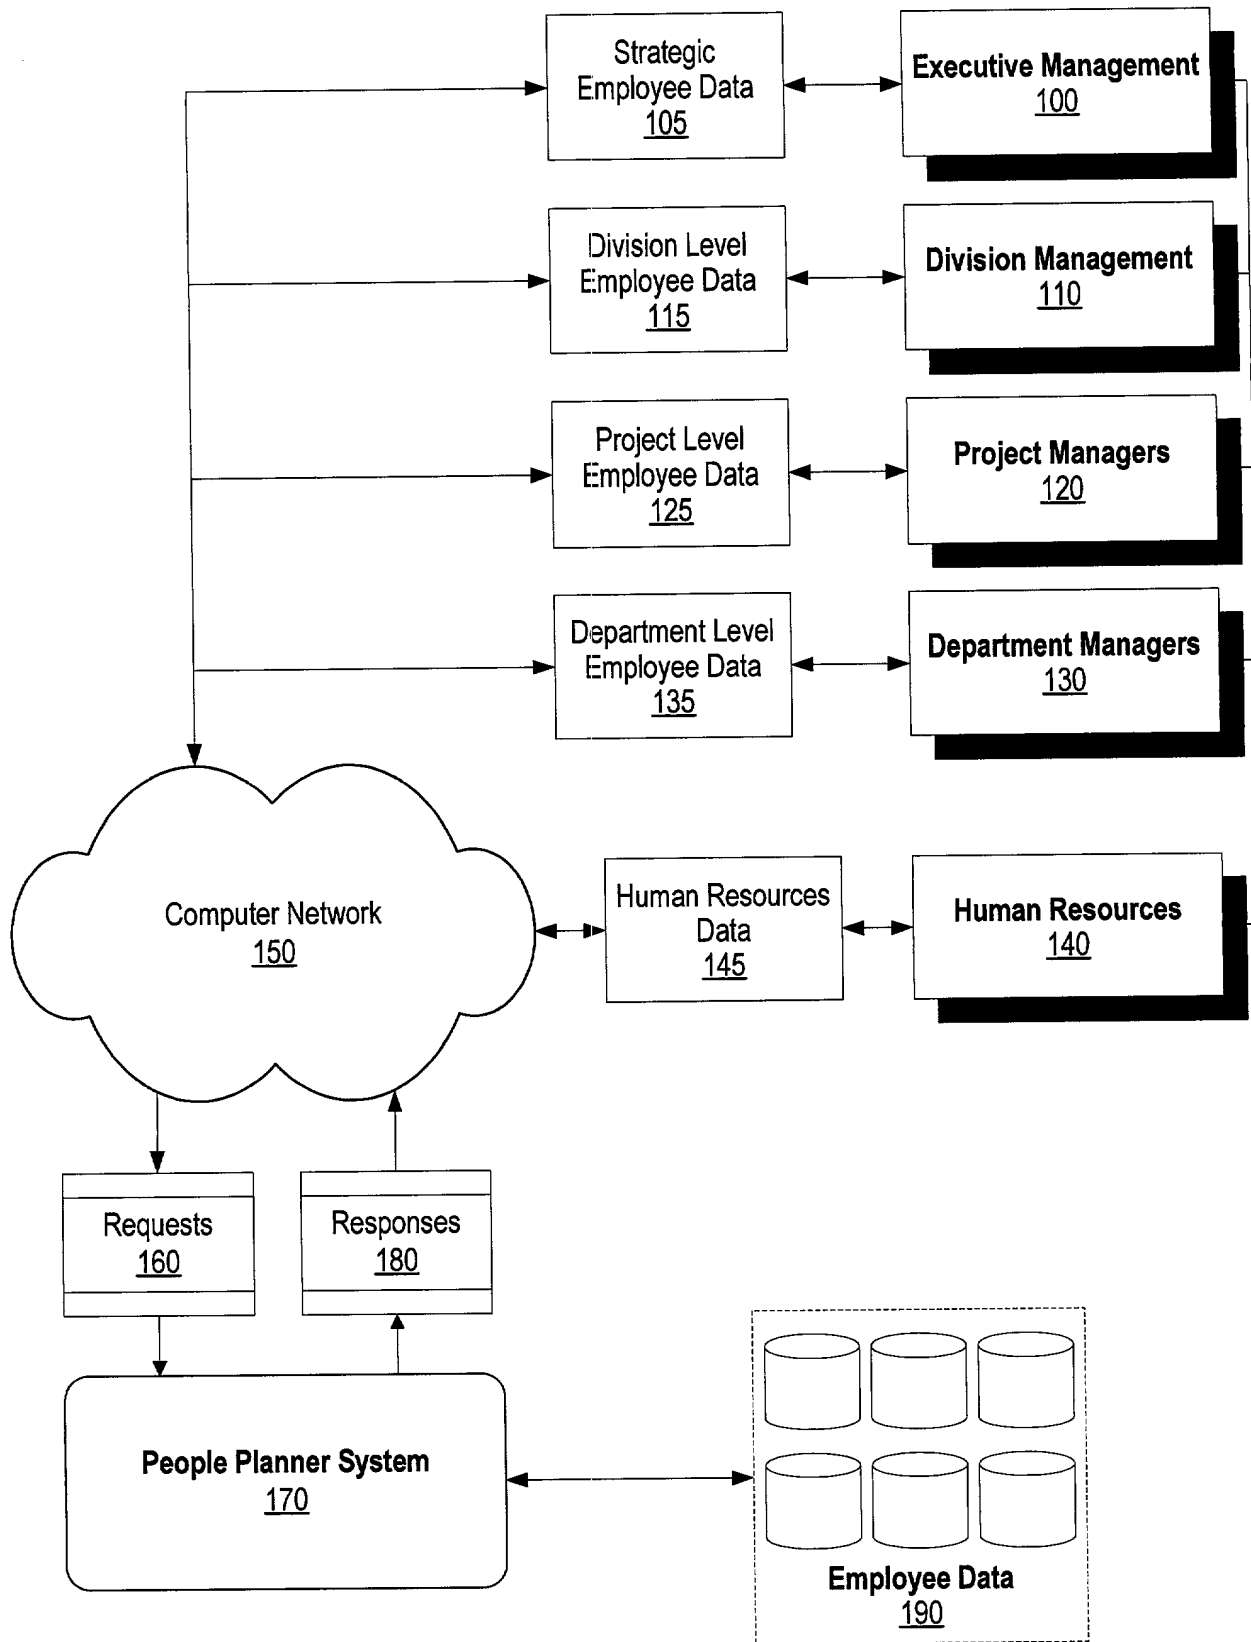 Strategic
Employee Data
105
Executive Management
100
Division Level
Employee Data
115
Division Management
110
Project Level
Employee Data
125
Project Managers
120
Department Level
Employee Data
135
Department Managers
130
Computer Network
150
Human Resources
Data
145
Human Resources
140
Requests
160
Responses
180
People Planner System
170
Employee Data
190